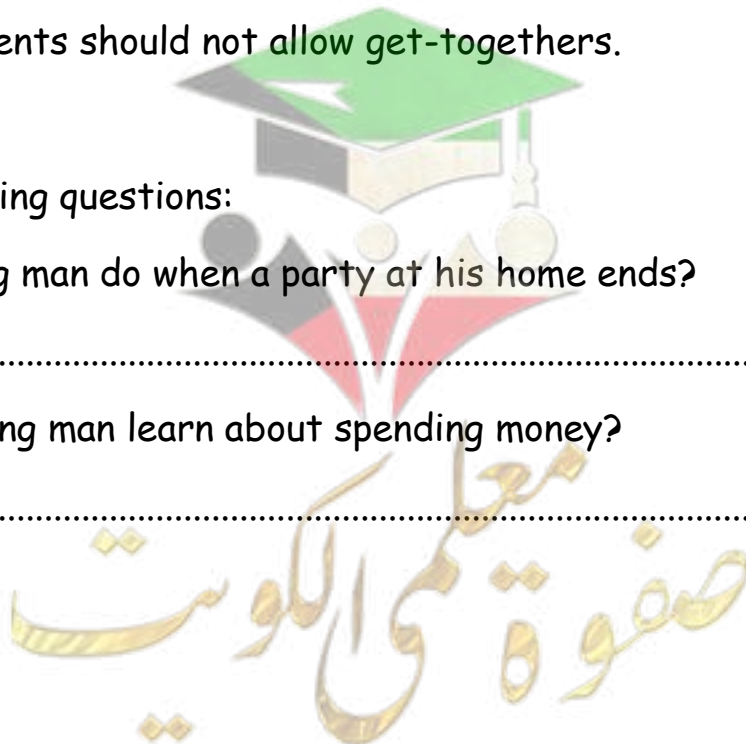 ents should not allow get-togethers.
ing questions:
g man do when a party at his home ends?
................................................................................
ng man learn about spending money?
................................................................................
صفوة معلمى الكويت